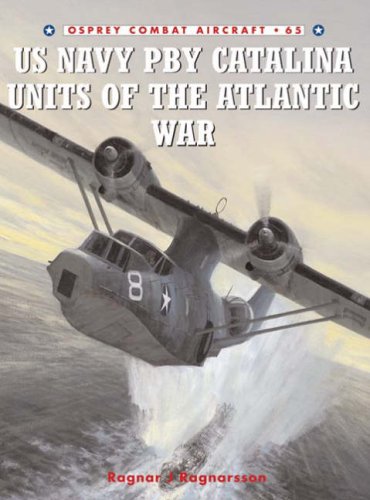 OSPREY COMBAT AIRCRAFT • 65
US NAVY PBY CATALINA
UNITS OF THE ATLANTIC
WAR
8
Ragnar J Ragnarsson